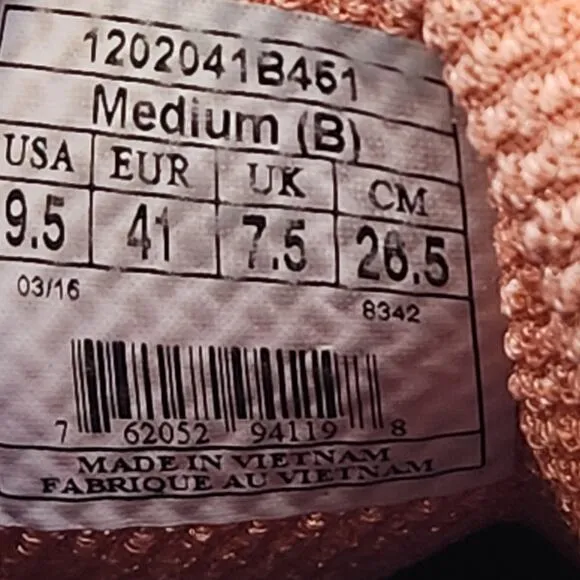 1202041B461
Medium (B)
USA EUR UK CM
9.5 41 7.5 26.5
03/16 8342
7 62052 94119 8
MADE IN VIETNAM
FABRIQUE AU VIETNAM